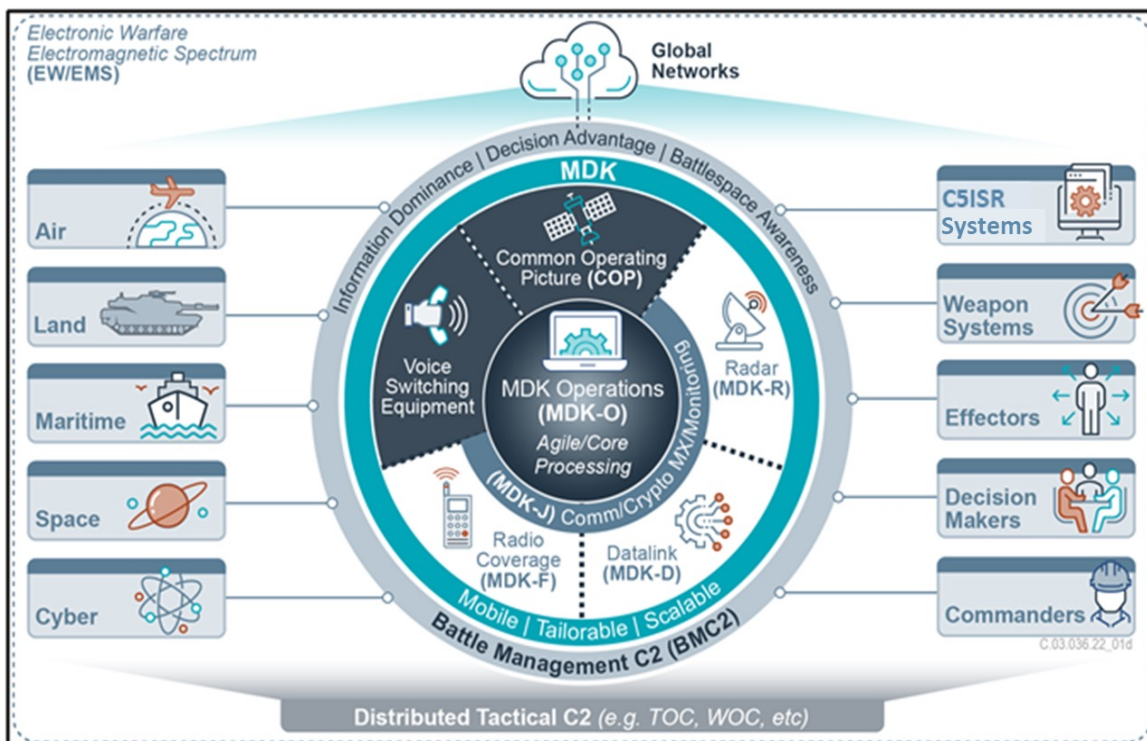 Electronic Warfare
Electromagnetic Spectrum
(EW/EMS)
Global
Networks
Information Dominance | Decision Advantage | Battlespace Awareness
MDK
Air
Land
Maritime
Space
Cyber
Common Operating
Picture (COP)
Voice
Switching
Equipment
Radar
(MDK-R)
MDK Operations
(MDK-O)
Agile/Core
Processing
(MDK-J) Comm/Crypto MX/Monitoring
Radio
Coverage
(MDK-F)
Datalink
(MDK-D)
Mobile | Tailorable | Scalable
Battle Management C2 (BMC2)
C5ISR
Systems
Weapon
Systems
Effectors
Decision
Makers
Commanders
C.03.036.22_01d
Distributed Tactical C2 (e.g. TOC, WOC, etc)